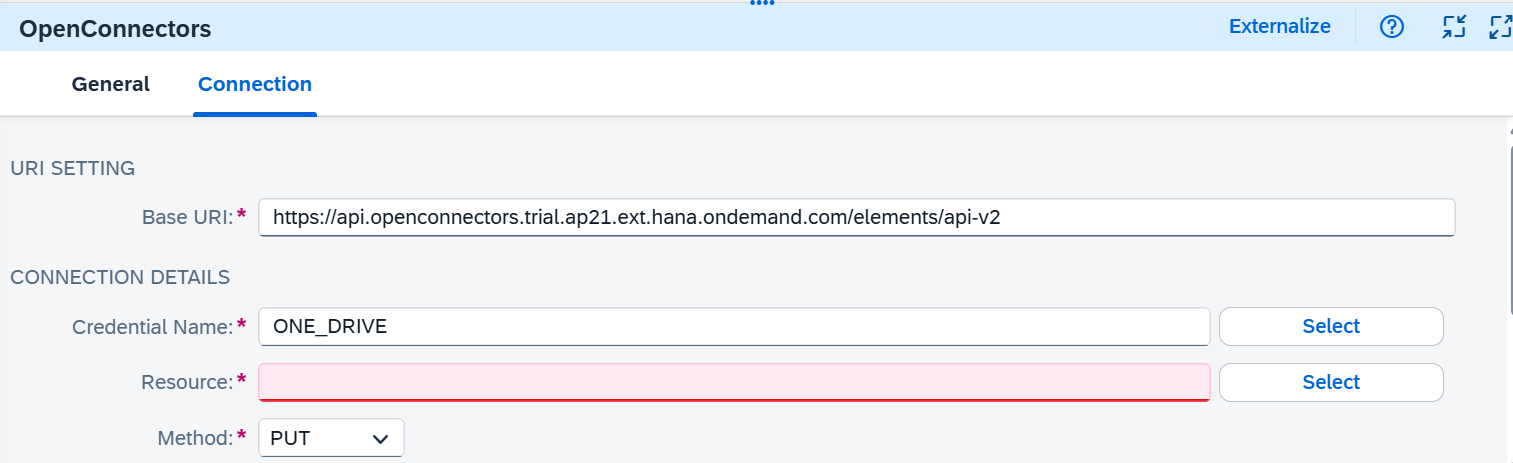 OpenConnectors Externalize
General Connection
URI SETTING
Base URI:* https://api.openconnectors.trial.ap21.ext.hana.ondemand.com/elements/api-v2
CONNECTION DETAILS
Credential Name:* ONE_DRIVE Select
Resource:* Select
Method:* PUT